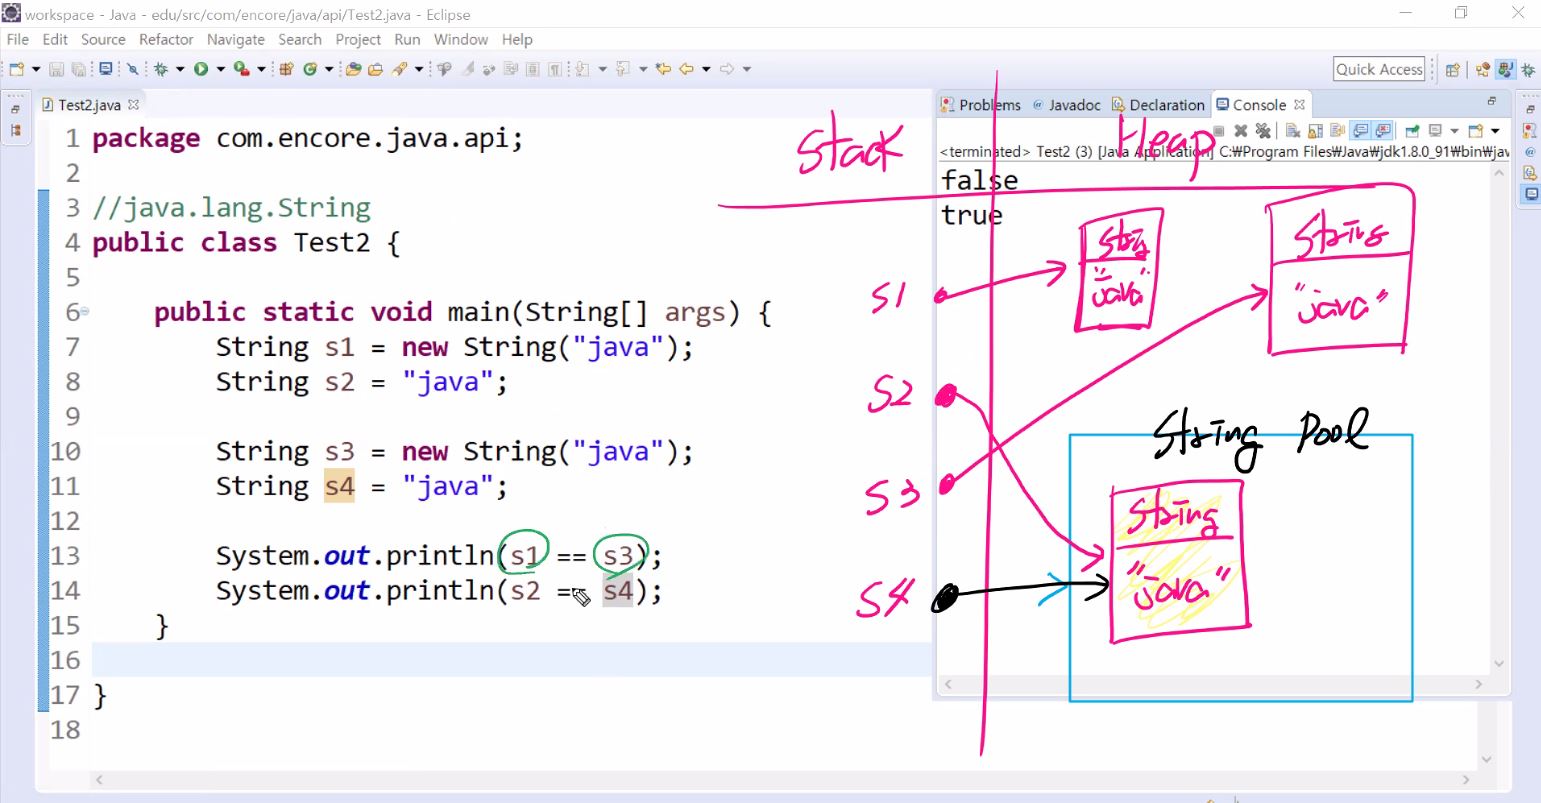 workspace - Java - edu/src/com/encore/java/api/Test2.java - Eclipse
File Edit Source Refactor Navigate Search Project Run Window Help
Quick Access
Test2.java
1 package com.encore.java.api;
2
3 //java.lang.String
4 public class Test2 {
5
6 public static void main(String[] args) {
7 String s1 = new String("java");
8 String s2 = "java";
9
10 String s3 = new String("java");
11 String s4 = "java";
12
13 System.out.println(s1 == s3);
14 System.out.println(s2 == s4);
15 }
16
17 }
18
Problems Javadoc Declaration Console
<terminated> Test2 (3) [Java Application] C:₩Program Files₩Java₩jdk1.8.0_91₩bin₩jav
false
true
Stack Heap
s1
String
"java"
String
"java"
s2
s3
s4
String Pool
String
"java"